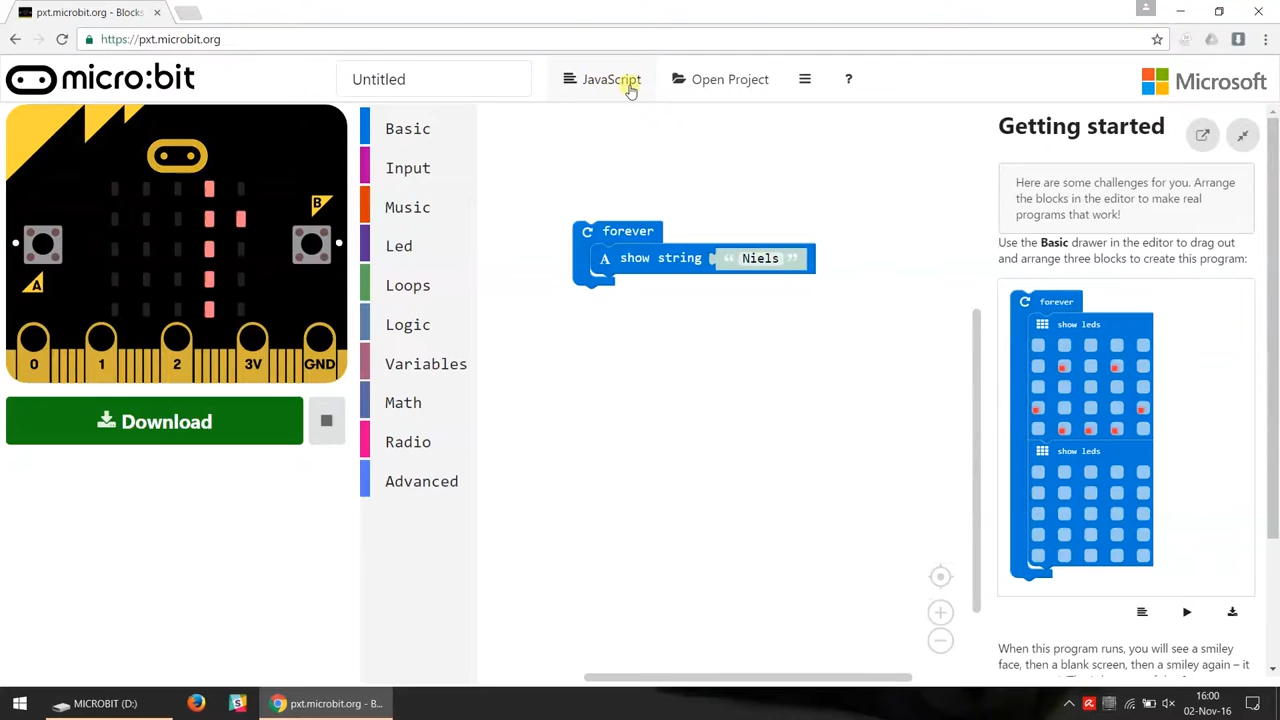 pxt.microbit.org - Blocks
https://pxt.microbit.org
micro:bit
Untitled
JavaScript
Open Project
?
Microsoft
B
A
0
1
2
3V
GND
Download
Basic
Input
Music
Led
Loops
Logic
Variables
Math
Radio
Advanced
forever
A show string “ Niels ”
Getting started
Here are some challenges for you. Arrange
the blocks in the editor to make real
programs that work!
Use the Basic drawer in the editor to drag out
and arrange three blocks to create this program:
forever
show leds
show leds
When this program runs, you will see a smiley
face, then a blank screen, then a smiley again – it
MICROBIT (D:)
pxt.microbit.org - B...
16:00
02-Nov-16